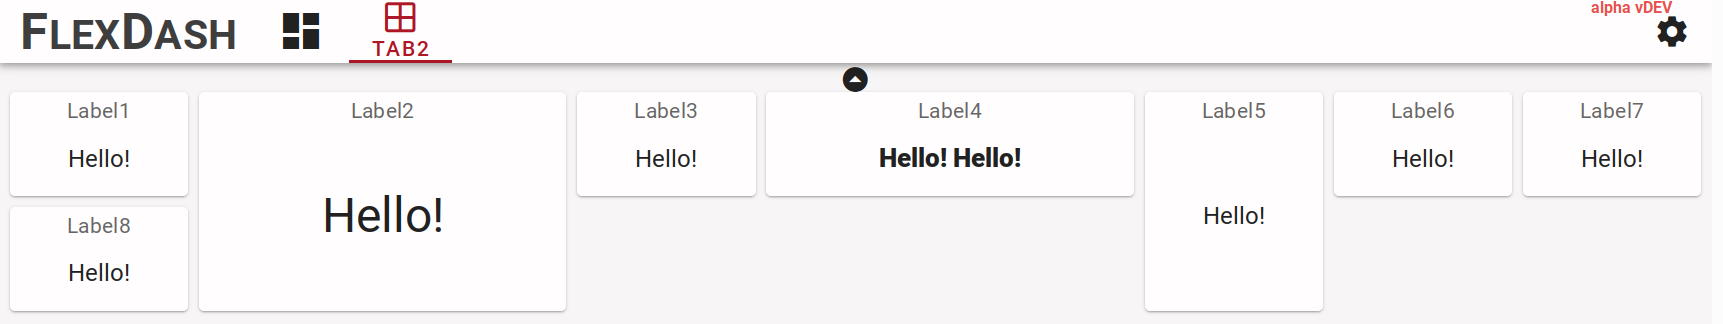 FLEXDASH
TAB2
alpha vDEV
Label1
Hello!
Label2
Hello!
Label3
Hello!
Label4
Hello! Hello!
Label5
Hello!
Label6
Hello!
Label7
Hello!
Label8
Hello!